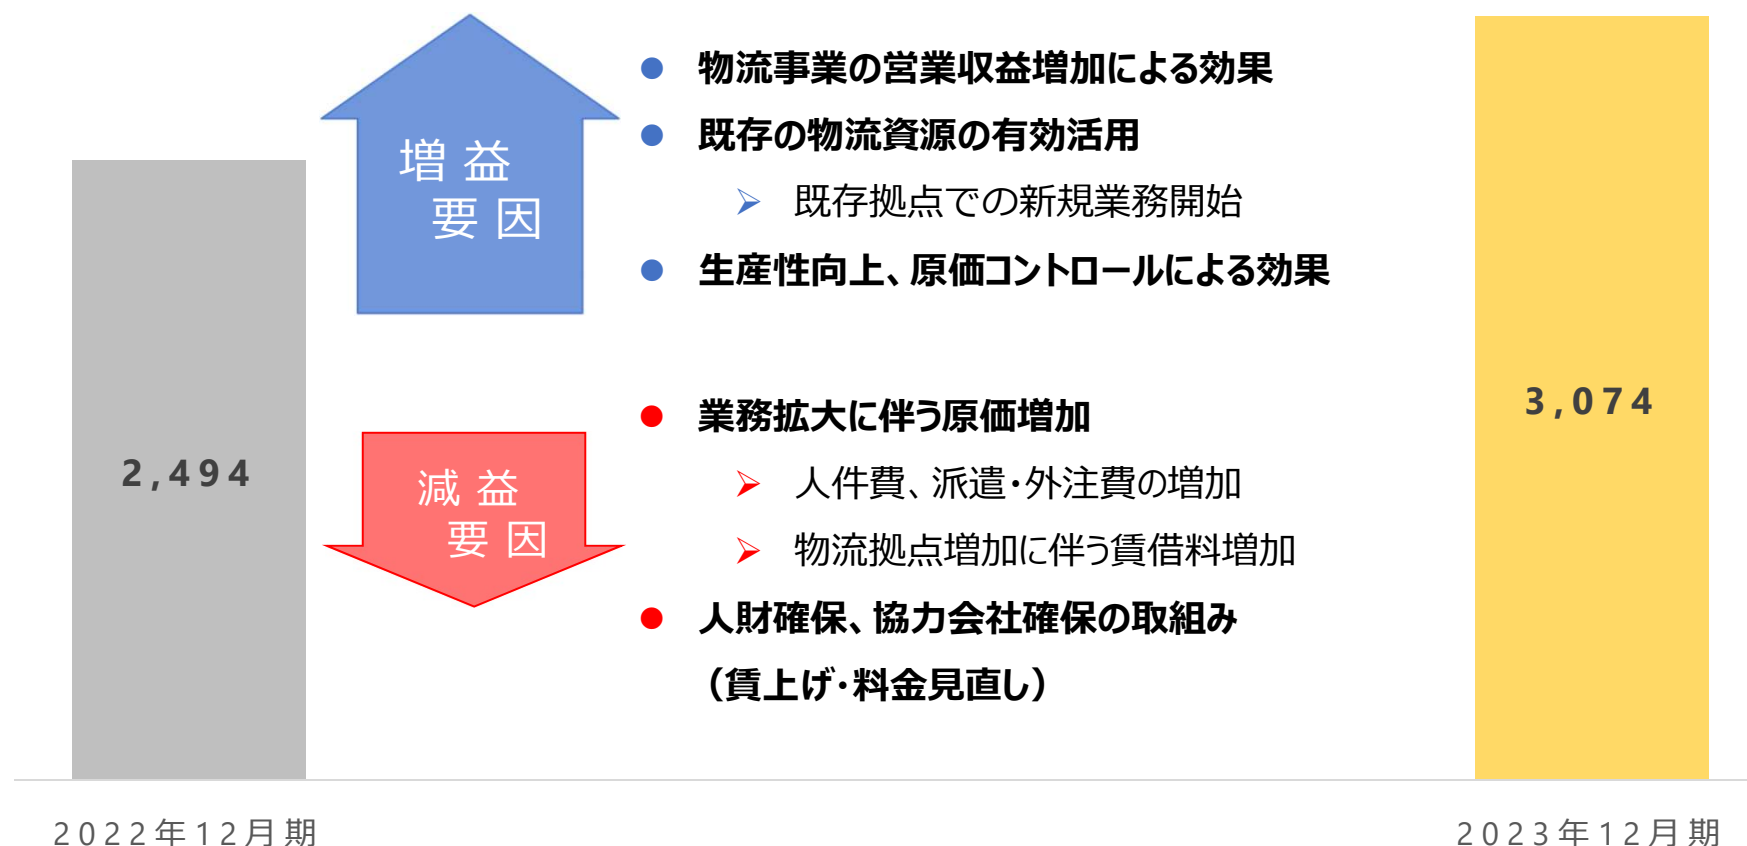 増益
要因
物流事業の営業収益増加による効果
既存の物流資源の有効活用
既存拠点での新規業務開始
生産性向上、原価コントロールによる効果
2,494
減益
要因
業務拡大に伴う原価増加
人件費、派遣・外注費の増加
物流拠点増加に伴う賃借料増加
人財確保、協力会社確保の取組み
（賃上げ・料金見直し）
3,074
2022年12月期
2023年12月期